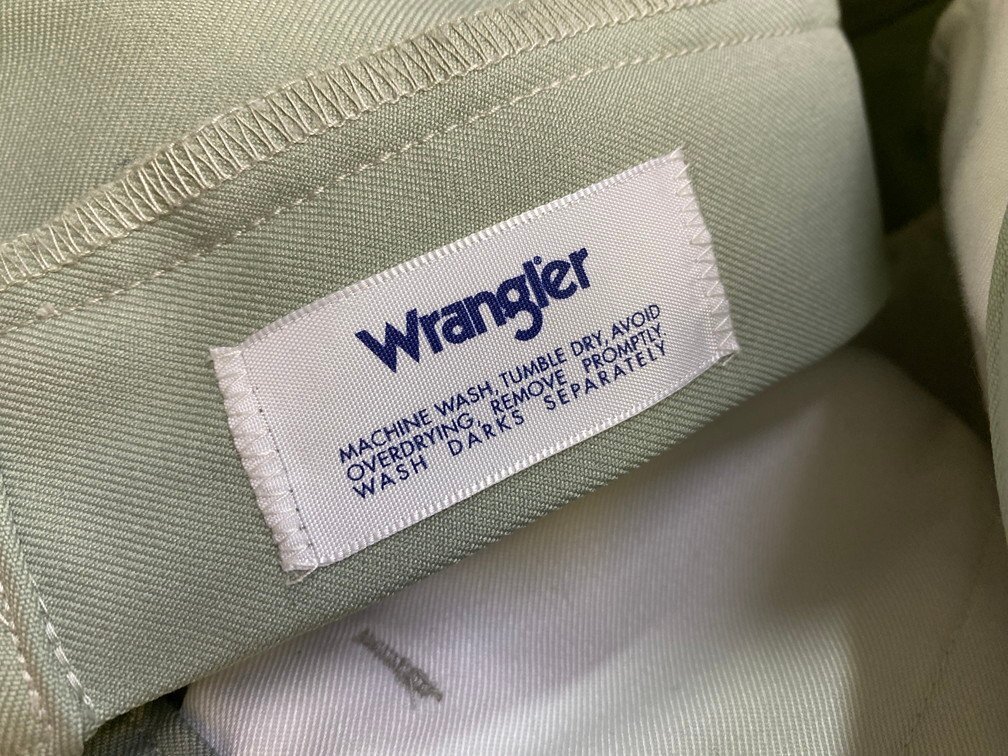 Wrangler
MACHINE WASH, TUMBLE DRY, AVOID
OVERDRYING, REMOVE PROMPTLY
WASH DARKS SEPARATELY